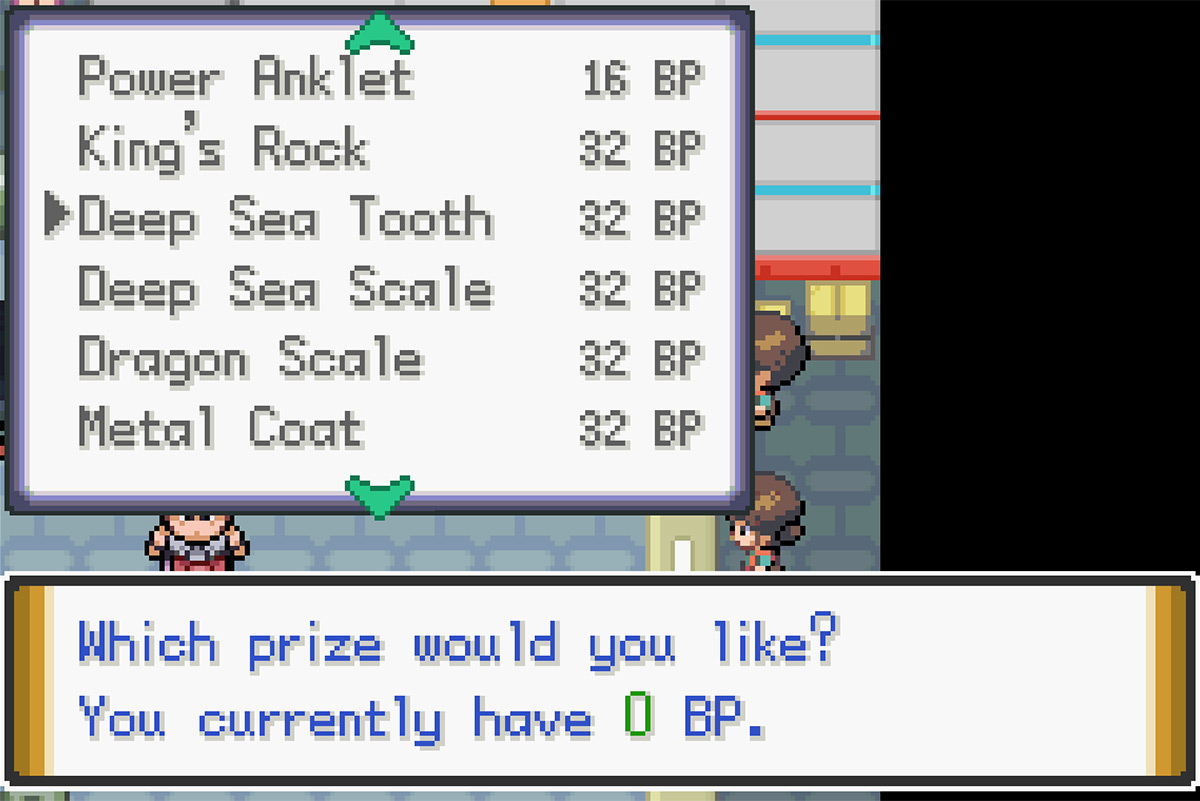 Power Anklet 16 BP
King's Rock 32 BP
Deep Sea Tooth 32 BP
Deep Sea Scale 32 BP
Dragon Scale 32 BP
Metal Coat 32 BP
Which prize would you like?
You currently have 0 BP.